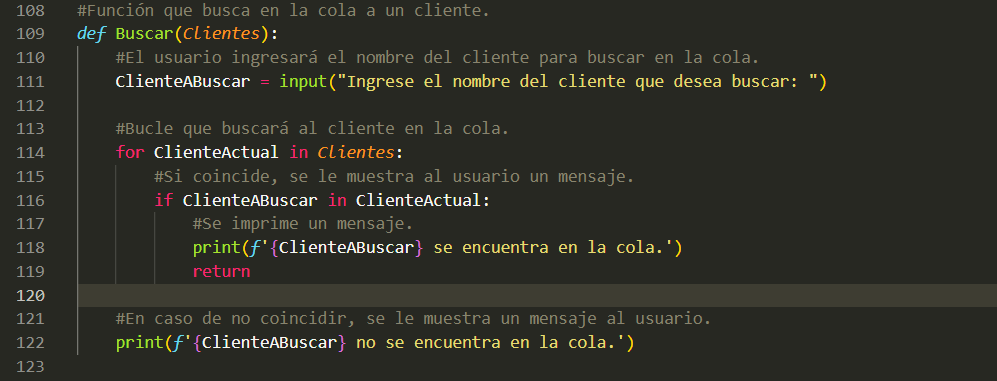 108 #Función que busca en la cola a un cliente.
109 def Buscar(Clientes):
110     #El usuario ingresará el nombre del cliente para buscar en la cola.
111     ClienteABuscar = input("Ingrese el nombre del cliente que desea buscar: ")
112
113     #Bucle que buscará al cliente en la cola.
114     for ClienteActual in Clientes:
115         #Si coincide, se le muestra al usuario un mensaje.
116         if ClienteABuscar in ClienteActual:
117             #Se imprime un mensaje.
118             print(f'{ClienteABuscar} se encuentra en la cola.')
119             return
120
121     #En caso de no coincidir, se le muestra un mensaje al usuario.
122     print(f'{ClienteABuscar} no se encuentra en la cola.')
123